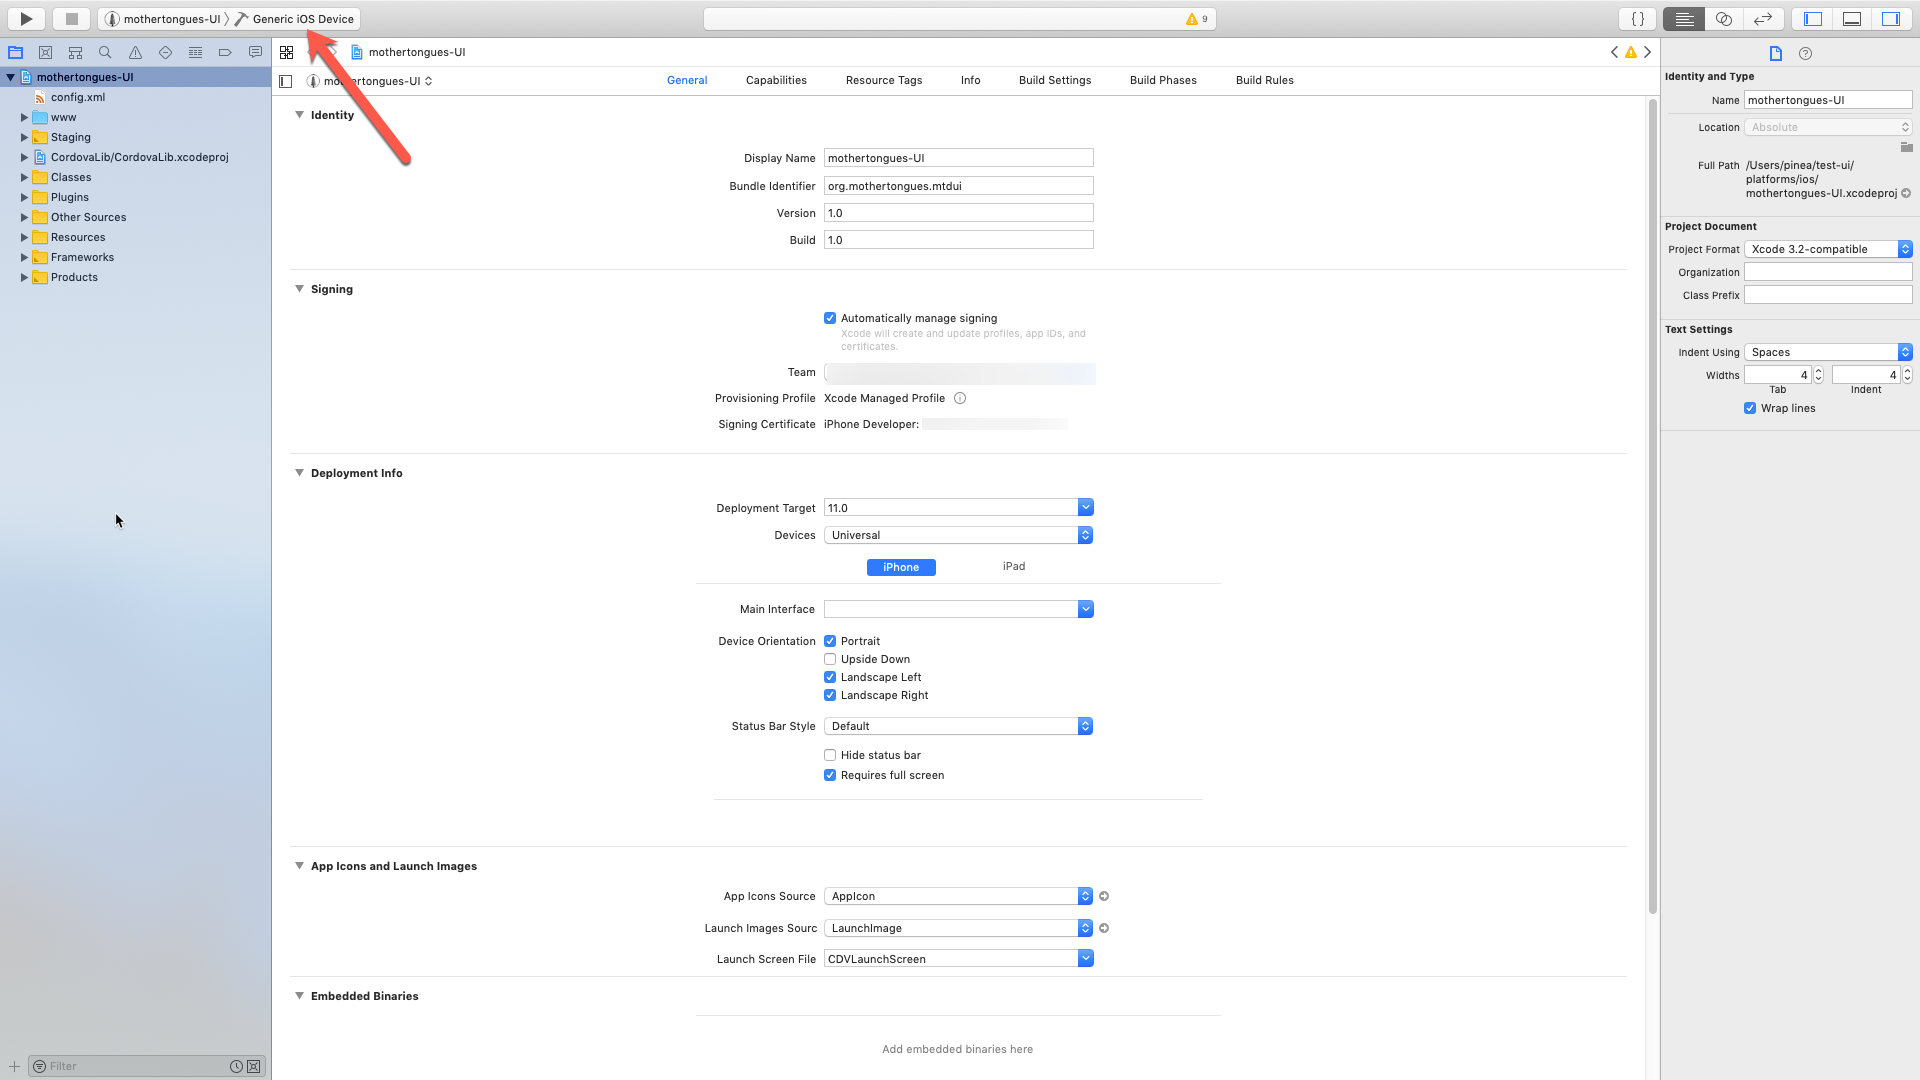 mothertongues-UI
Generic iOS Device
9
{ }
mothertongues-UI
mothertongues-UI
General
Capabilities
Resource Tags
Info
Build Settings
Build Phases
Build Rules
mothertongues-UI
config.xml
www
Staging
CordovaLib/CordovaLib.xcodeproj
Classes
Plugins
Other Sources
Resources
Frameworks
Products
Filter
Identity
Display Name mothertongues-UI
Bundle Identifier org.mothertongues.mtdui
Version 1.0
Build 1.0
Signing
Automatically manage signing
Xcode will create and update profiles, app IDs, and
certificates.
Team
Provisioning Profile Xcode Managed Profile
Signing Certificate iPhone Developer:
Deployment Info
Deployment Target 11.0
Devices Universal
iPhone iPad
Main Interface
Device Orientation Portrait
Upside Down
Landscape Left
Landscape Right
Status Bar Style Default
Hide status bar
Requires full screen
App Icons and Launch Images
App Icons Source AppIcon
Launch Images Sourc LaunchImage
Launch Screen File CDVLaunchScreen
Embedded Binaries
Add embedded binaries here
Identity and Type
Name mothertongues-UI
Location Absolute
Full Path /Users/pinea/test-ui/
platforms/ios/
mothertongues-UI.xcodeproj
Project Document
Project Format Xcode 3.2-compatible
Organization
Class Prefix
Text Settings
Indent Using Spaces
Widths 4 4
Tab Indent
Wrap lines